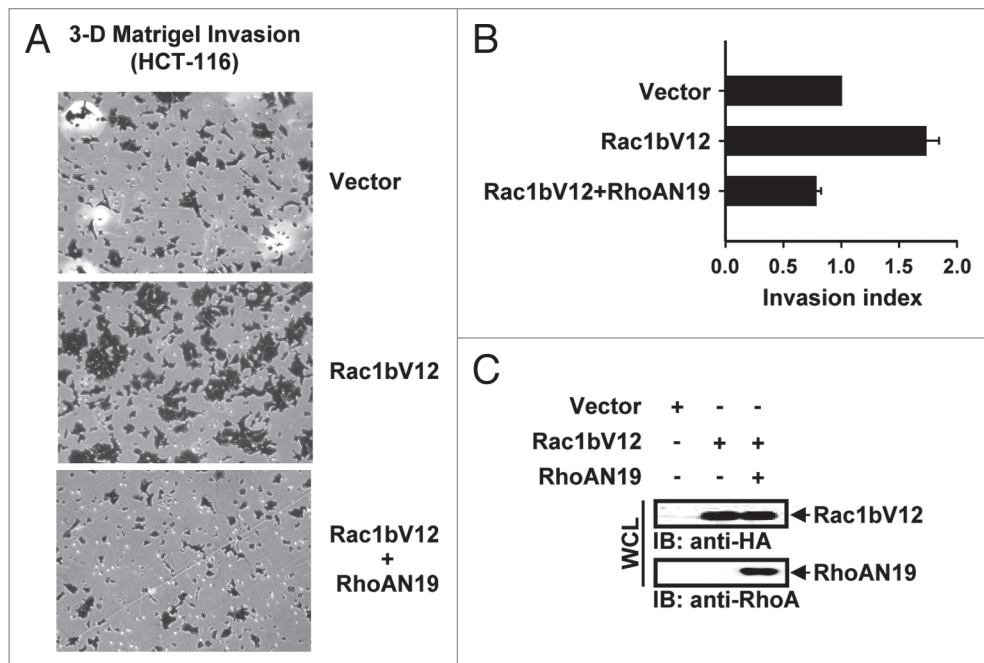 A
3-D Matrigel Invasion
(HCT-116)
Vector
Rac1bV12
Rac1bV12
+
RhoAN19
B
Vector
Rac1bV12
Rac1bV12+RhoAN19
0.0 0.5 1.0 1.5 2.0
Invasion index
C
Vector + - -
Rac1bV12 - + +
RhoAN19 - - +
WCL
Rac1bV12
IB: anti-HA
RhoAN19
IB: anti-RhoA